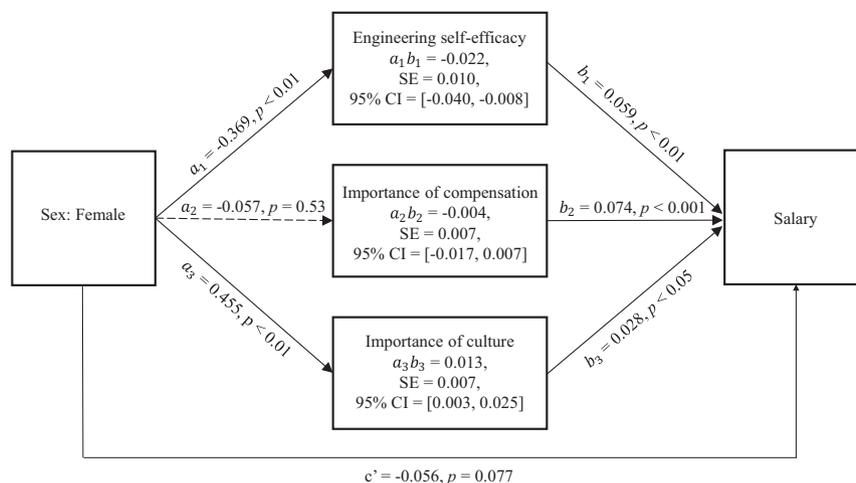 Engineering self-efficacy
a₁b₁ = -0.022,
SE = 0.010,
95% CI = [-0.040, -0.008]
a₁ = -0.369, p < 0.01
b₁ = 0.059, p < 0.01
Sex: Female
a₂ = -0.057, p = 0.53
Importance of compensation
a₂b₂ = -0.004,
SE = 0.007,
95% CI = [-0.017, 0.007]
b₂ = 0.074, p < 0.001
Salary
a₃ = 0.455, p < 0.01
Importance of culture
a₃b₃ = 0.013,
SE = 0.007,
95% CI = [0.003, 0.025]
b₃ = 0.028, p < 0.05
c’ = -0.056, p = 0.077